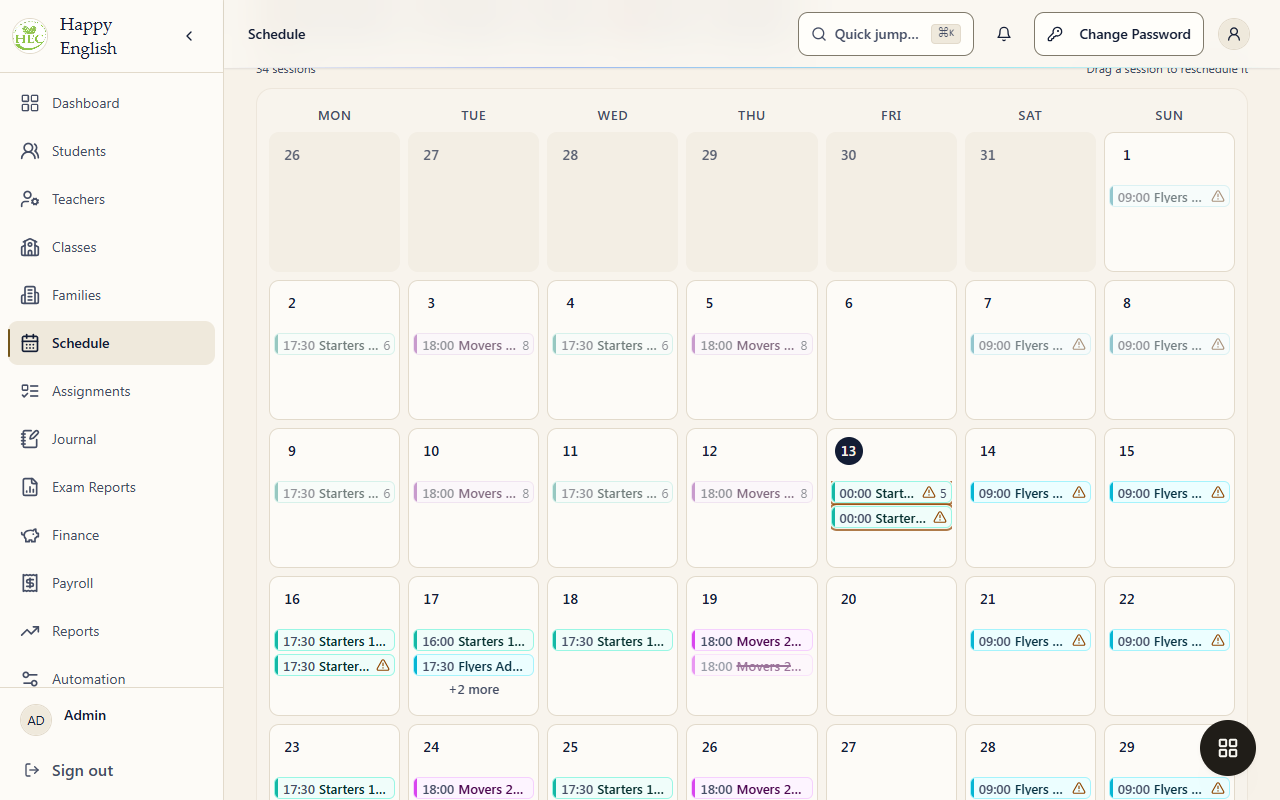 Happy
English
HEC
Schedule
Quick jump...
⌘K
Change Password
Dashboard
Students
Teachers
Classes
Families
Schedule
Assignments
Journal
Exam Reports
Finance
Payroll
Reports
Automation
AD
Admin
Sign out
34 sessions
Drag a session to reschedule it
MON TUE WED THU FRI SAT SUN
26 27 28 29 30 31 1
09:00 Flyers ...
2 3 4 5 6 7 8
17:30 Starters ... 6
18:00 Movers ... 8
17:30 Starters ... 6
18:00 Movers ... 8
09:00 Flyers ...
09:00 Flyers ...
9 10 11 12 13 14 15
17:30 Starters ... 6
18:00 Movers ... 8
17:30 Starters ... 6
18:00 Movers ... 8
00:00 Start... 5
00:00 Starter...
09:00 Flyers ...
09:00 Flyers ...
16 17 18 19 20 21 22
17:30 Starters 1...
17:30 Starter...
16:00 Starters 1...
17:30 Flyers Ad...
+2 more
17:30 Starters 1...
18:00 Movers 2...
18:00 Movers 2...
09:00 Flyers ...
09:00 Flyers ...
23 24 25 26 27 28 29
17:30 Starters 1...
18:00 Movers 2...
17:30 Starters 1...
18:00 Movers 2...
09:00 Flyers ...
09:00 Flyers ...